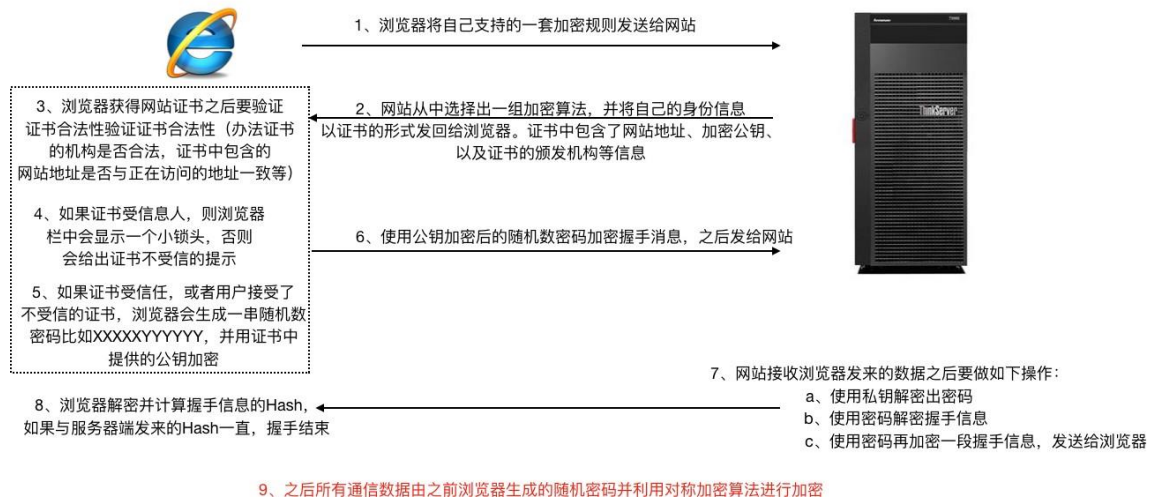 1、浏览器将自己支持的一套加密规则发送给网站
3、浏览器获得网站证书之后要验证
证书合法性验证证书合法性（办法证书
的机构是否合法，证书中包含的
网站地址是否与正在访问的地址一致等）
2、网站从中选择出一组加密算法，并将自己的身份信息
以证书的形式发回给浏览器。证书中包含了网站地址、加密公钥、
以及证书的颁发机构等信息
ThinkServer
4、如果证书受信息人，则浏览器
栏中会显示一个小锁头，否则
会给出证书不受信的提示
6、使用公钥加密后的随机数密码加密握手消息，之后发给网站
5、如果证书受信任，或者用户接受了
不受信的证书，浏览器会生成一串随机数
密码比如XXXXXYYYYYY，并用证书中
提供的公钥加密
7、网站接收浏览器发来的数据之后要做如下操作：
a、使用私钥解密出密码
b、使用密码解密握手信息
c、使用密码再加密一段握手信息，发送给浏览器
8、浏览器解密并计算握手信息的Hash，
如果与服务器端发来的Hash一直，握手结束
9、之后所有通信数据由之前浏览器生成的随机密码并利用对称加密算法进行加密